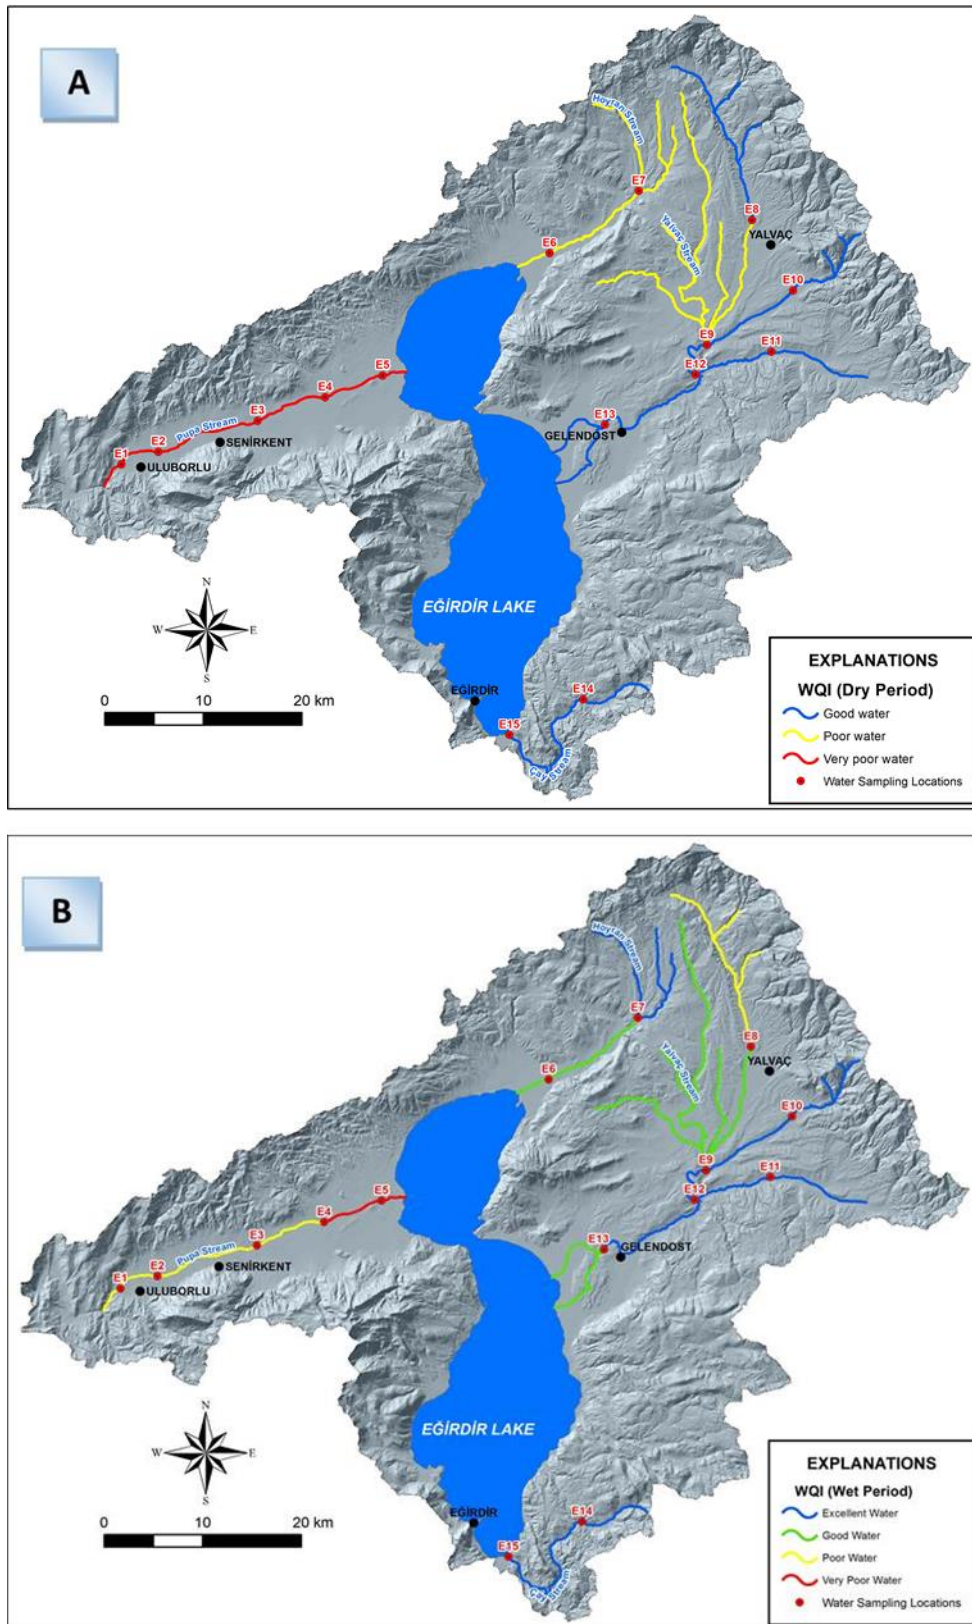 A
Hoyran Stream
E7
E8
YALVAÇ
Yalvaç Stream
E6
E10
E9
E11
E5
E12
E4
E3
E13
Pupa Stream
GELENDOST
E2
SENİRKENT
E1
ULUBORLU
N
W
E
S
EĞİRDİR LAKE
0
10
20 km
EĞİRDİR
E14
E15
Çay Stream
EXPLANATIONS
WQI (Dry Period)
Good water
Poor water
Very poor water
Water Sampling Locations
B
Hoyran Stream
E7
E8
YALVAÇ
Yalvaç Stream
E6
E10
E9
E11
E5
E12
E4
E3
E13
Pupa Stream
GELENDOST
E2
SENİRKENT
E1
ULUBORLU
N
W
E
S
EĞİRDİR LAKE
0
10
20 km
EĞİRDİR
E14
E15
Çay Stream
EXPLANATIONS
WQI (Wet Period)
Excellent Water
Good Water
Poor Water
Very Poor Water
Water Sampling Locations